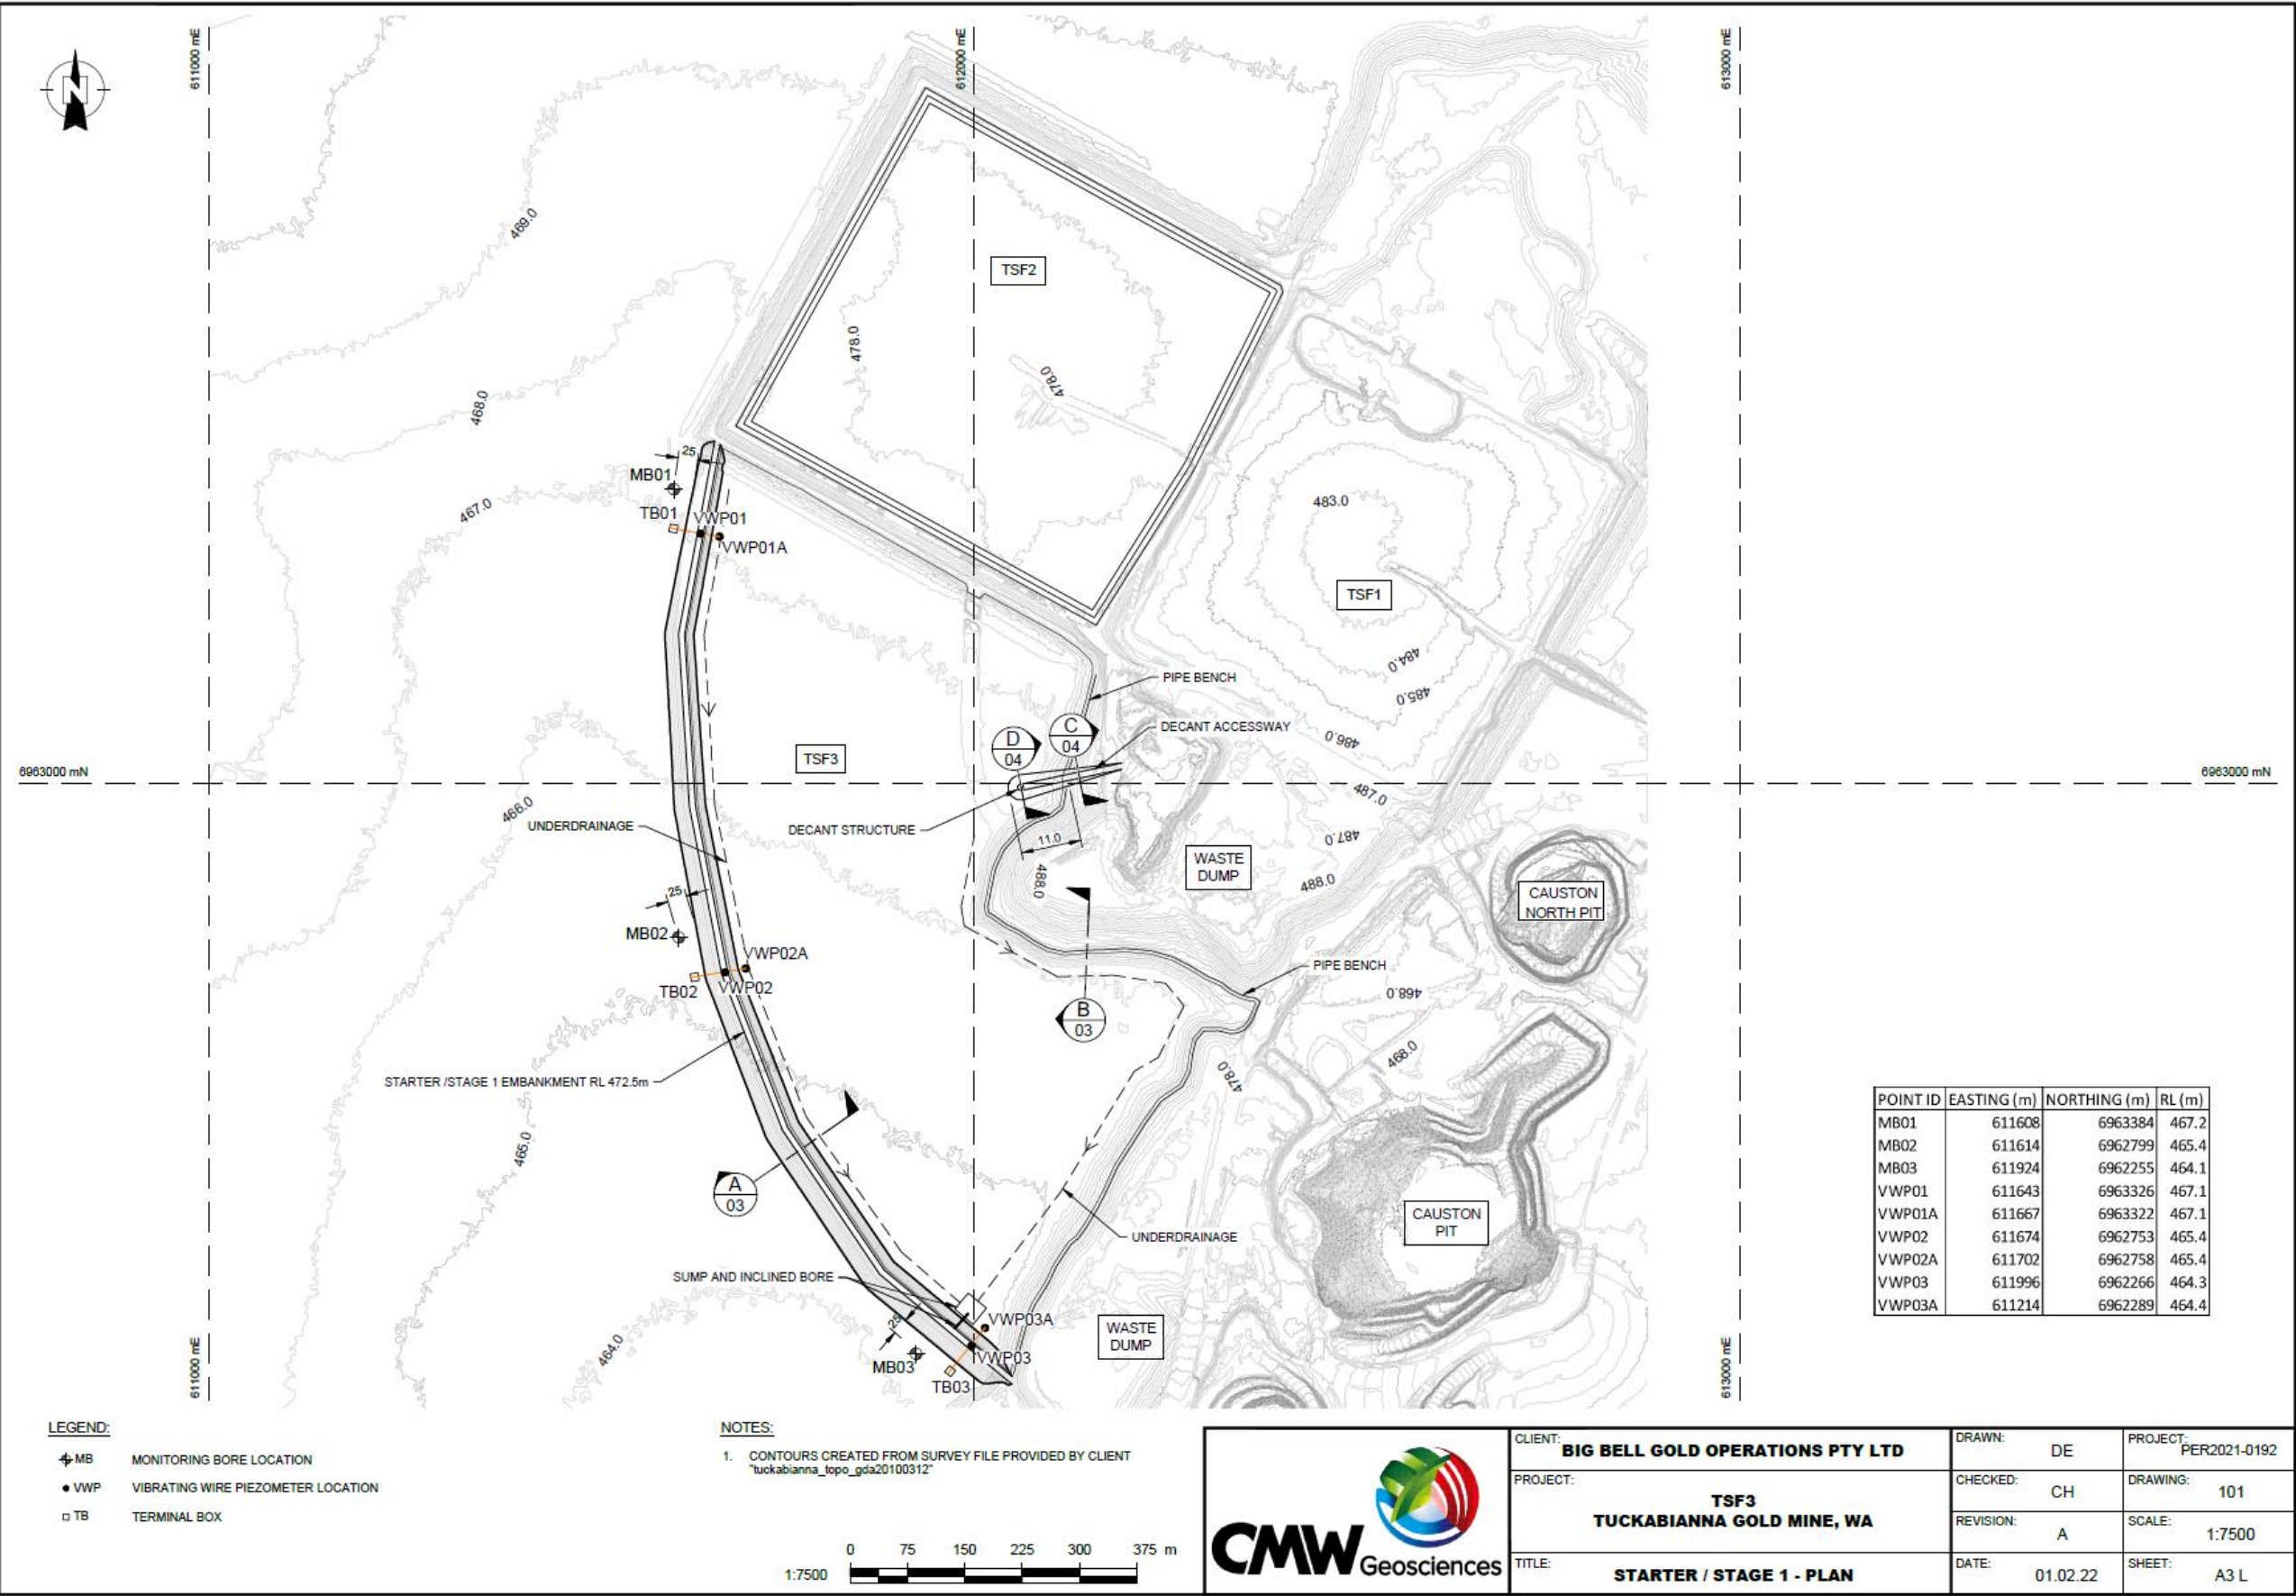 N
611000 mE
612000 mE
613000 mE
469.0
468.0
467.0
466.0
465.0
464.0
TSF2
478.0
478.0
25
MB01
TB01
VWP01
VWP01A
483.0
TSF1
484.0
485.0
486.0
487.0
487.0
488.0
PIPE BENCH
DECANT ACCESSWAY
D
04
C
04
TSF3
6963000 mN
6963000 mN
UNDERDRAINAGE
DECANT STRUCTURE
11.0
488.0
WASTE
DUMP
CAUSTON
NORTH PIT
25
MB02
VWP02A
TB02
VWP02
PIPE BENCH
468.0
B
03
468.0
478.0
STARTER /STAGE 1 EMBANKMENT RL 472.5m
A
03
CAUSTON
PIT
UNDERDRAINAGE
SUMP AND INCLINED BORE
25
VWP03A
VWP03
MB03
TB03
WASTE
DUMP
611000 mE
613000 mE
POINT ID EASTING (m) NORTHING (m) RL (m)
MB01 611608 6963384 467.2
MB02 611614 6962799 465.4
MB03 611924 6962255 464.1
VWP01 611643 6963326 467.1
VWP01A 611667 6963322 467.1
VWP02 611674 6962753 465.4
VWP02A 611702 6962758 465.4
VWP03 611996 6962266 464.3
VWP03A 611214 6962289 464.4
LEGEND:
MB MONITORING BORE LOCATION
VWP VIBRATING WIRE PIEZOMETER LOCATION
TB TERMINAL BOX
NOTES:
1. CONTOURS CREATED FROM SURVEY FILE PROVIDED BY CLIENT
"tuckabianna_topo_gda20100312"
0 75 150 225 300 375 m
1:7500
CMW Geosciences
CLIENT: BIG BELL GOLD OPERATIONS PTY LTD
PROJECT:
TSF3
TUCKABIANNA GOLD MINE, WA
TITLE: STARTER / STAGE 1 - PLAN
DRAWN: DE
PROJECT: PER2021-0192
CHECKED: CH
DRAWING: 101
REVISION: A
SCALE: 1:7500
DATE: 01.02.22
SHEET: A3 L